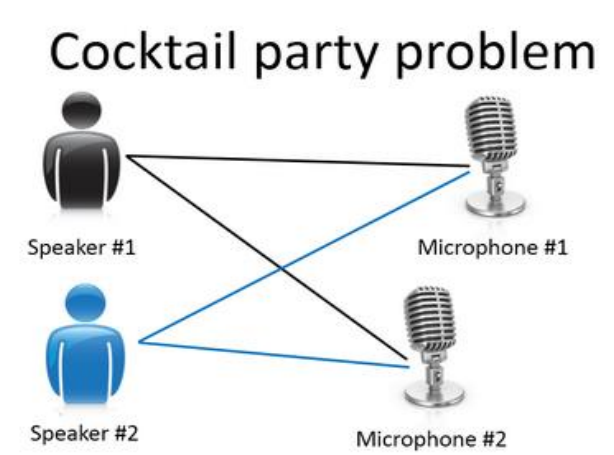 Cocktail party problem
Speaker #1
Microphone #1
Speaker #2
Microphone #2